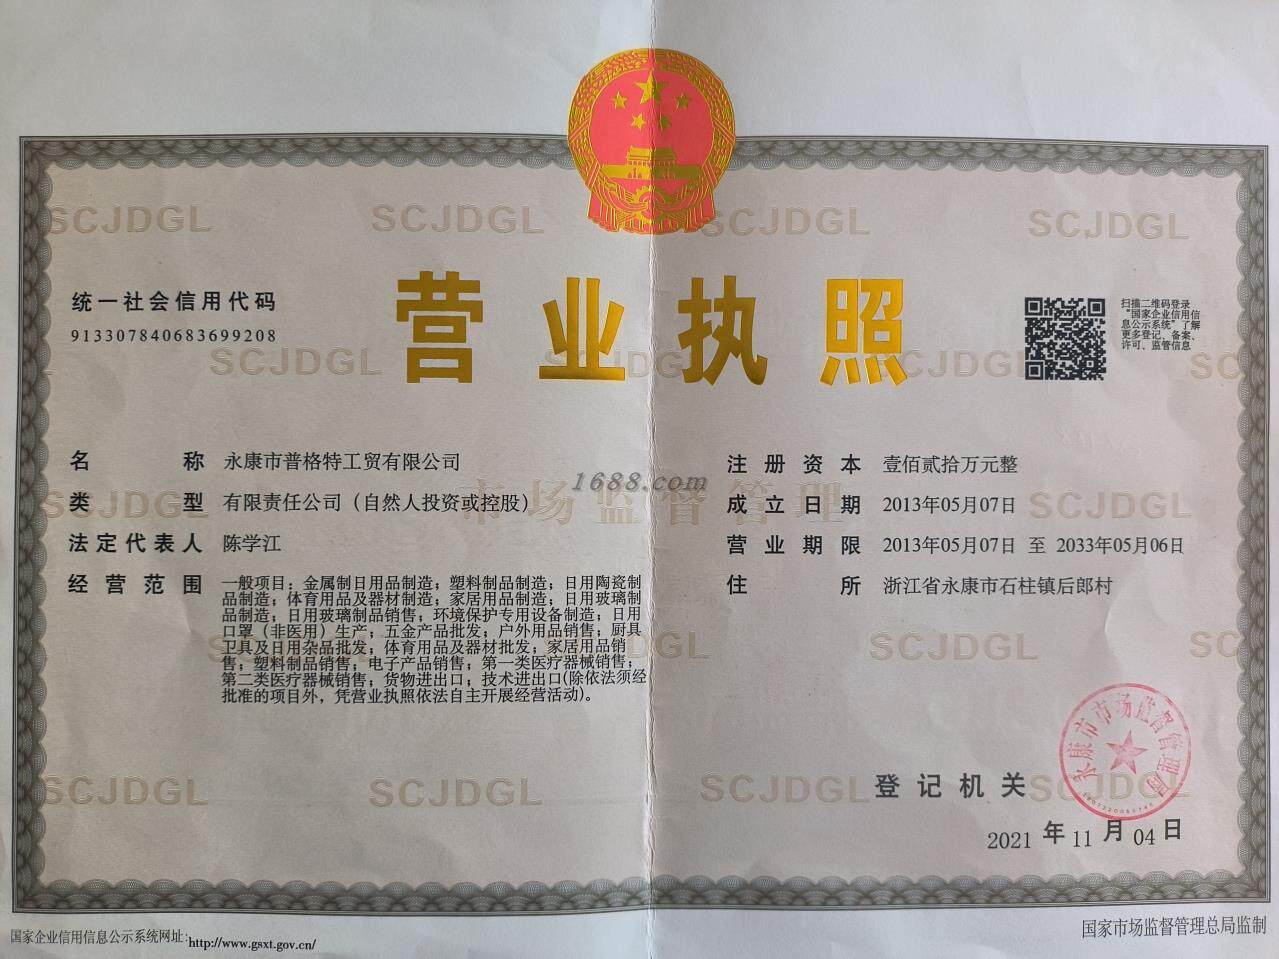 营业执照
统一社会信用代码
913307840683699208
扫描二维码登录
“国家企业信用信
息公示系统”了解
更多登记、备案、
许可、监管信息
名称 永康市普格特工贸有限公司
类型 有限责任公司（自然人投资或控股）
法定代表人 陈学江
经营范围 一般项目：金属制日用品制造；塑料制品制造；日用陶瓷制
品制造；体育用品及器材制造；家居用品制造；日用玻璃制
品制造；日用玻璃制品销售；环境保护专用设备制造；日用
口罩（非医用）生产；五金产品批发；户外用品销售；厨具
卫具及日用杂品批发；体育用品及器材批发；家居用品销
售；塑料制品销售；电子产品销售；第一类医疗器械销售；
第二类医疗器械销售；货物进出口；技术进出口(除依法须经
批准的项目外，凭营业执照依法自主开展经营活动)。
注册资本 壹佰贰拾万元整
成立日期 2013年05月07日
营业期限 2013年05月07日 至 2033年05月06日
住所 浙江省永康市石柱镇后郎村
1688.com
市场监督管理
SCJDGL SCJDGL SCJDGL SCJDGL
登记机关
永康市市场监督管理局
2021 年 11 月 04 日
国家企业信用信息公示系统网址:http://www.gsxt.gov.cn/
国家市场监督管理总局监制